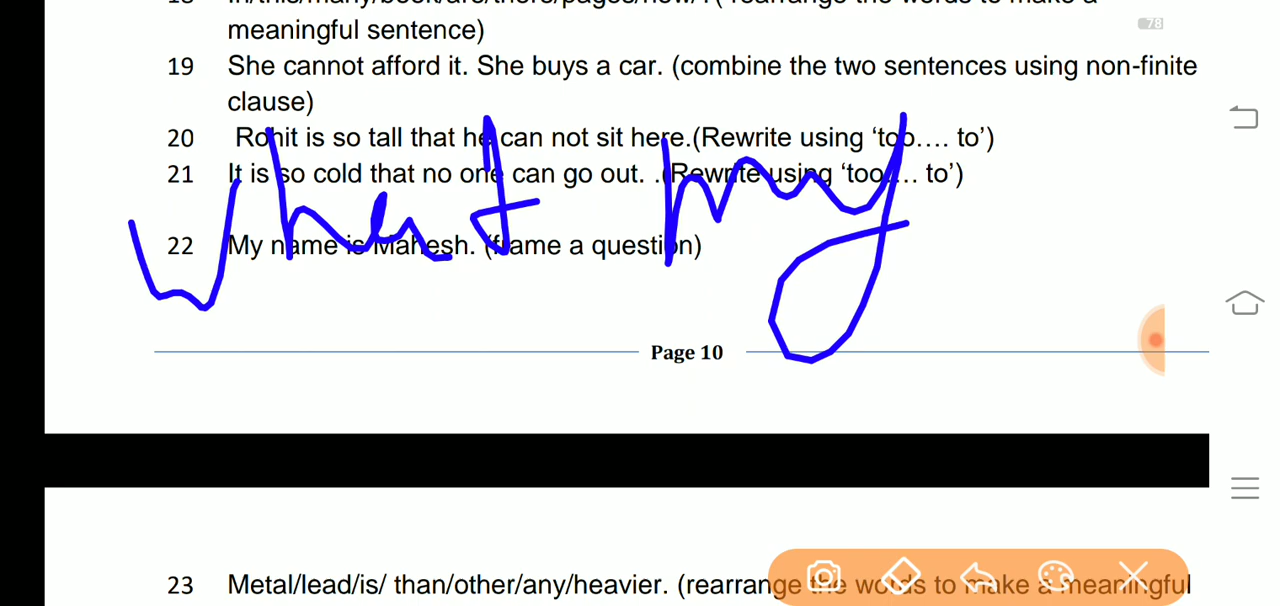 meaningful sentence)
19 She cannot afford it. She buys a car. (combine the two sentences using non-finite
clause)
20 Rohit is so tall that he can not sit here.(Rewrite using ‘too…. to’)
21 It is so cold that no one can go out. .(Rewrite using ‘too…. to’)
22 My name is Mahesh. (frame a question)
Page 10
23 Metal/lead/is/ than/other/any/heavier. (rearrange the words to make a meaningful
78